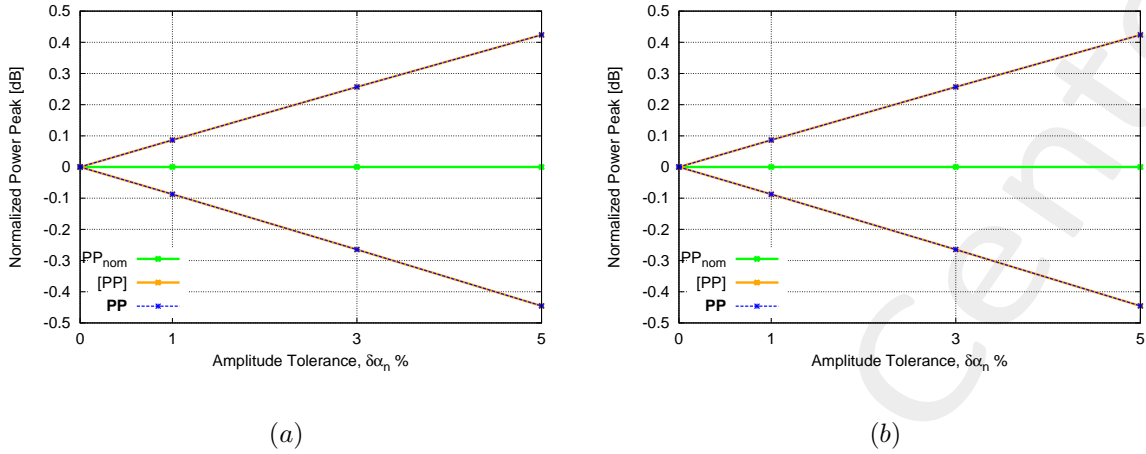 0.5
0.4
0.3
0.2
0.1
0
-0.1
-0.2
-0.3
-0.4
-0.5
Normalized Power Peak [dB]
PPnom
[PP]
PP
0 1 3 5
Amplitude Tolerance, δαn %
(a)
0.5
0.4
0.3
0.2
0.1
0
-0.1
-0.2
-0.3
-0.4
-0.5
Normalized Power Peak [dB]
PPnom
[PP]
PP
0 1 3 5
Amplitude Tolerance, δαn %
(b)